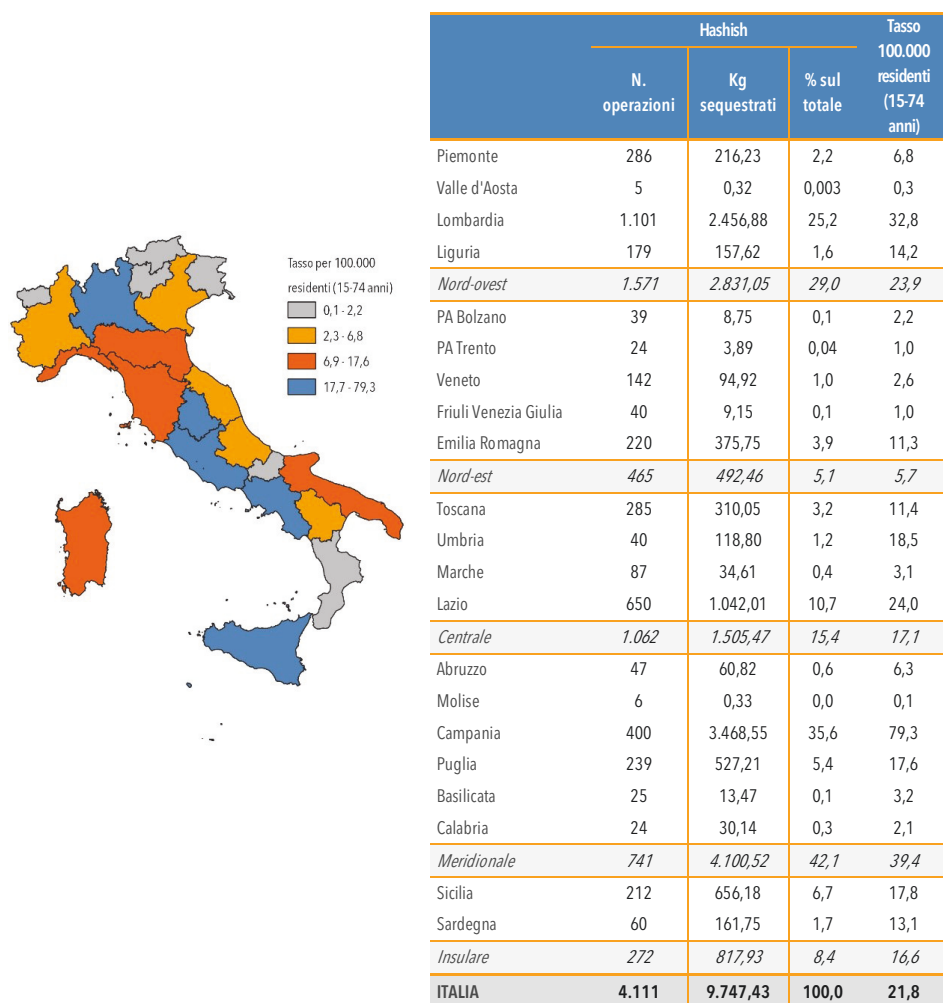 Tasso per 100.000
residenti (15-74 anni)
0,1 - 2,2
2,3 - 6,8
6,9 - 17,6
17,7 - 79,3
Hashish Tasso 100.000 residenti (15-74 anni)
N. operazioni Kg sequestrati % sul totale
Piemonte 286 216,23 2,2 6,8
Valle d'Aosta 5 0,32 0,003 0,3
Lombardia 1.101 2.456,88 25,2 32,8
Liguria 179 157,62 1,6 14,2
Nord-ovest 1.571 2.831,05 29,0 23,9
PA Bolzano 39 8,75 0,1 2,2
PA Trento 24 3,89 0,04 1,0
Veneto 142 94,92 1,0 2,6
Friuli Venezia Giulia 40 9,15 0,1 1,0
Emilia Romagna 220 375,75 3,9 11,3
Nord-est 465 492,46 5,1 5,7
Toscana 285 310,05 3,2 11,4
Umbria 40 118,80 1,2 18,5
Marche 87 34,61 0,4 3,1
Lazio 650 1.042,01 10,7 24,0
Centrale 1.062 1.505,47 15,4 17,1
Abruzzo 47 60,82 0,6 6,3
Molise 6 0,33 0,0 0,1
Campania 400 3.468,55 35,6 79,3
Puglia 239 527,21 5,4 17,6
Basilicata 25 13,47 0,1 3,2
Calabria 24 30,14 0,3 2,1
Meridionale 741 4.100,52 42,1 39,4
Sicilia 212 656,18 6,7 17,8
Sardegna 60 161,75 1,7 13,1
Insulare 272 817,93 8,4 16,6
ITALIA 4.111 9.747,43 100,0 21,8